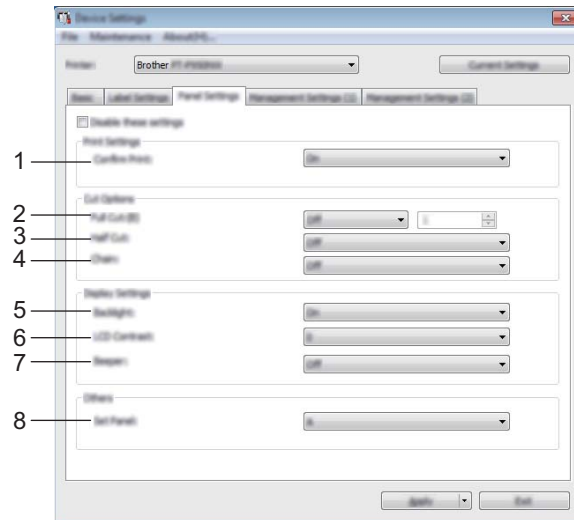 Device Settings
File Maintenance
Printer: Brother Current Settings
Basic Label Settings Panel Settings Management Settings (1) Management Settings (2)
Disable these settings
Print Settings
1 Confirm Print: On
Cut Options
2 Full Cut Off
3 Half Cut: Off
4 Chain: Off
Display Settings
5 Backlight: On
6 LCD Contrast: 0
7 Beeper: Off
Others
8 Set Panel:
Apply Exit